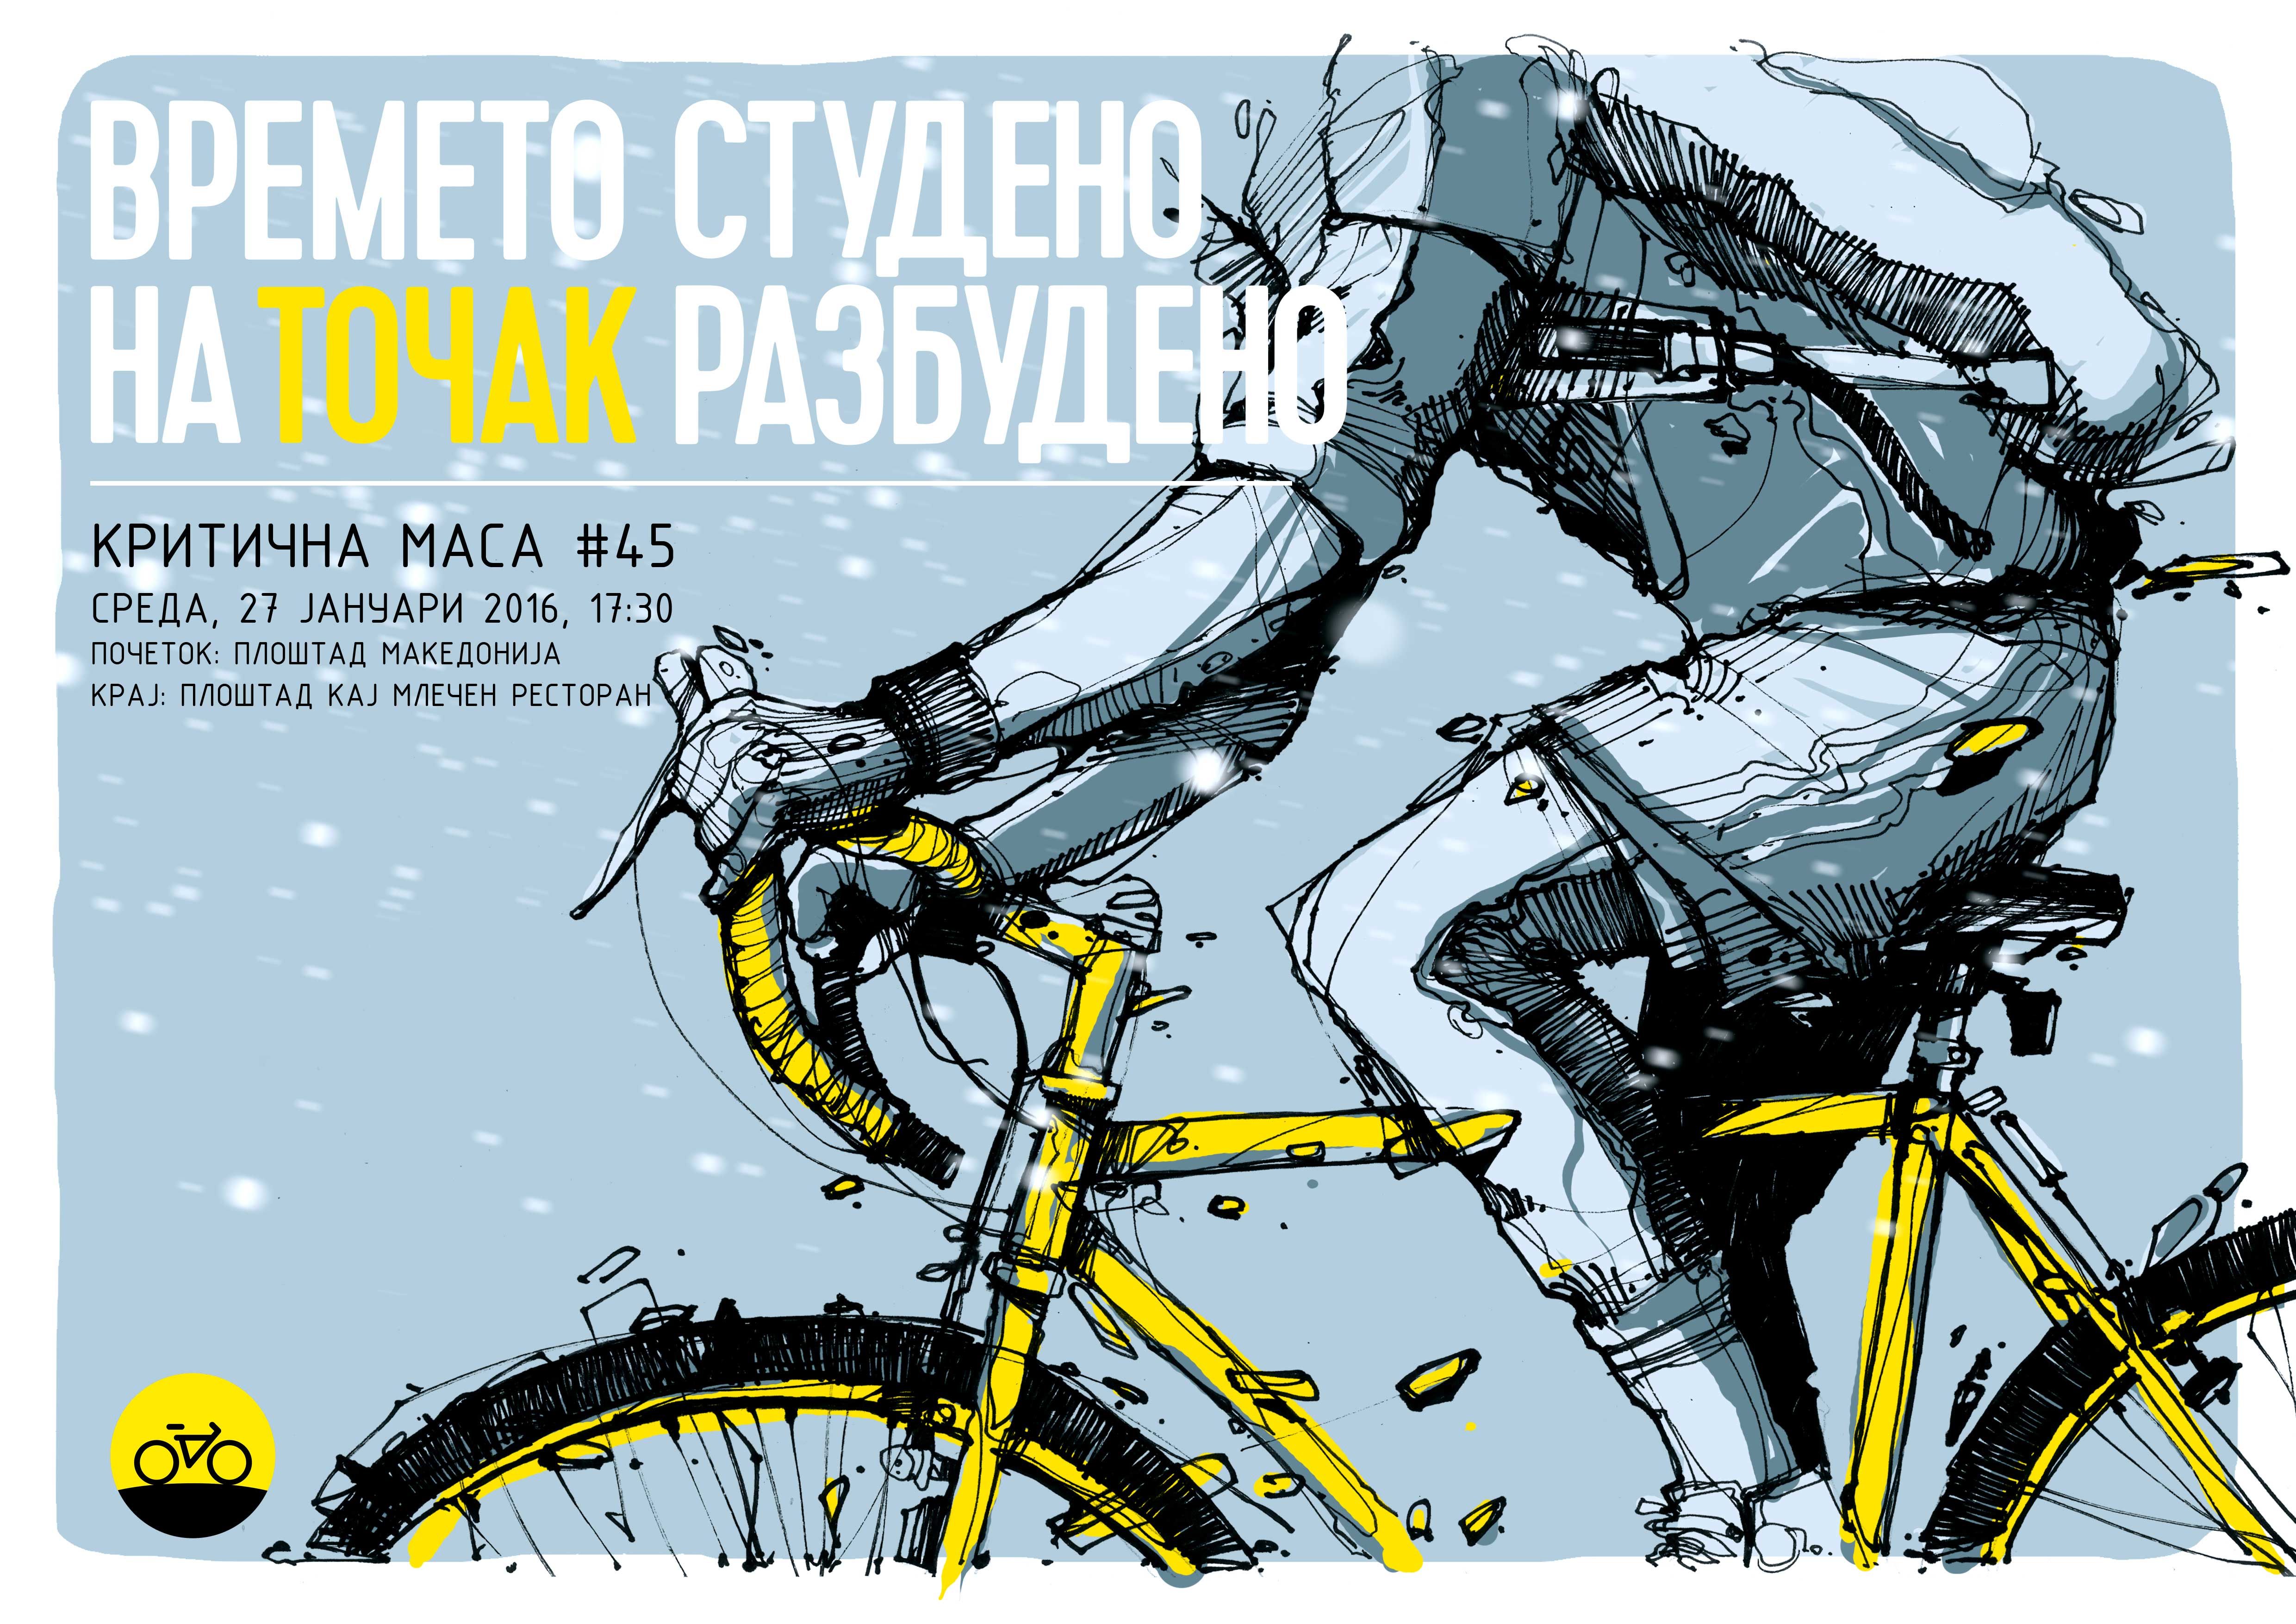 ВРЕМЕТО СТУДЕНО
НА ТОЧАК РАЗБУДЕНО
КРИТИЧНА МАСА #45
СРЕДА, 27 ЈАНУАРИ 2016, 17:30
ПОЧЕТОК: ПЛОШТАД МАКЕДОНИЈА
КРАЈ: ПЛОШТАД КАЈ МЛЕЧЕН РЕСТОРАН